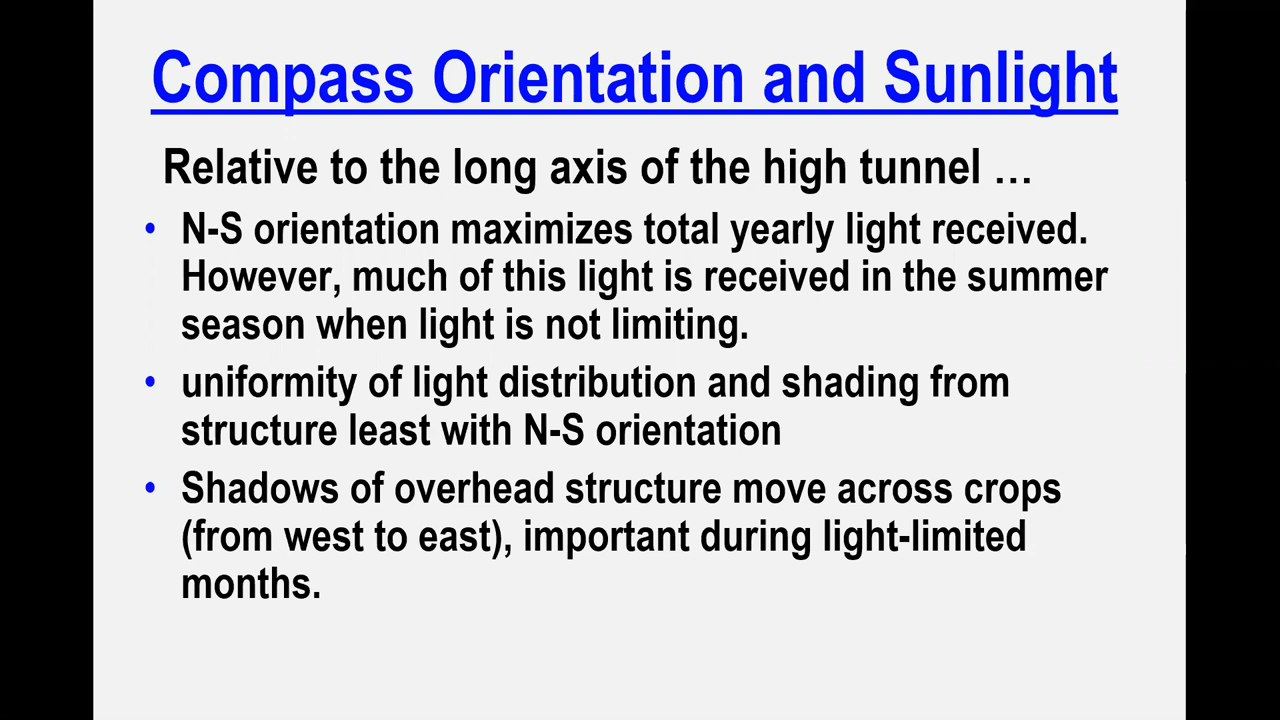 Compass Orientation and Sunlight
Relative to the long axis of the high tunnel …
• N-S orientation maximizes total yearly light received.
However, much of this light is received in the summer
season when light is not limiting.
• uniformity of light distribution and shading from
structure least with N-S orientation
• Shadows of overhead structure move across crops
(from west to east), important during light-limited
months.